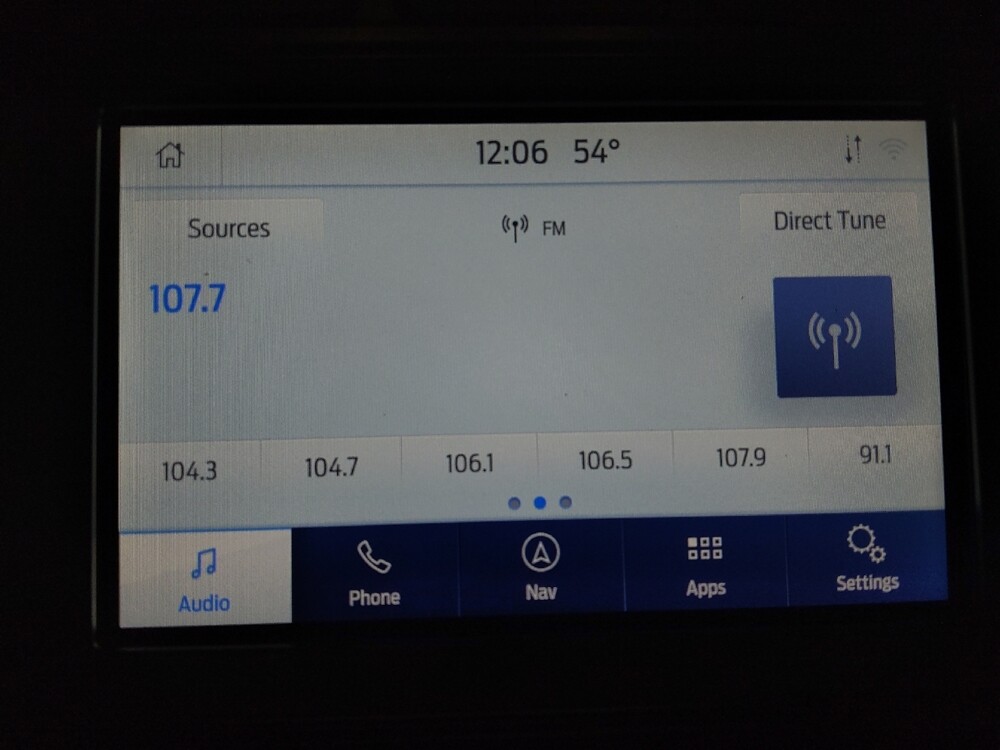 12:06 54°
Sources FM Direct Tune
107.7
104.3 104.7 106.1 106.5 107.9 91.1
Audio Phone Nav Apps Settings